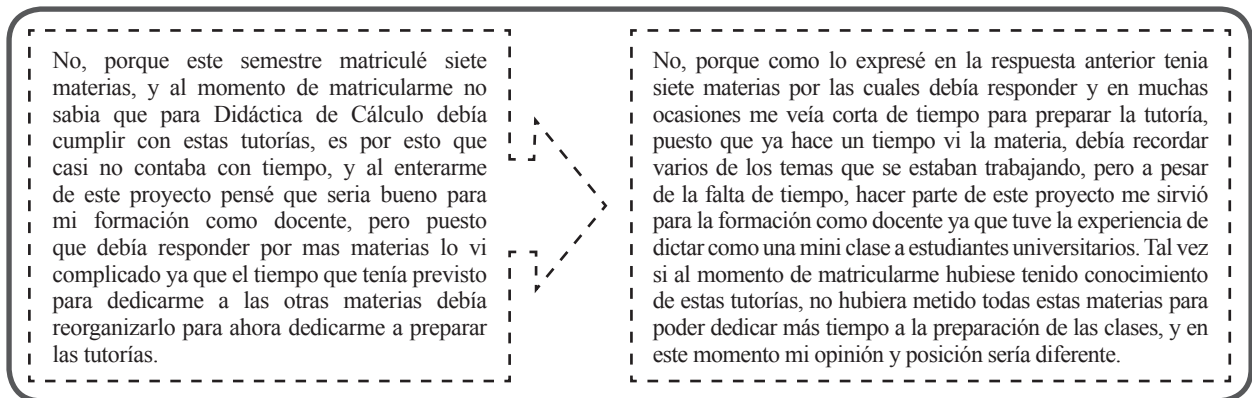 No, porque este semestre matriculé siete
materias, y al momento de matricularme no
sabia que para Didáctica de Cálculo debía
cumplir con estas tutorías, es por esto que
casi no contaba con tiempo, y al enterarme
de este proyecto pensé que seria bueno para
mi formación como docente, pero puesto
que debía responder por mas materias lo vi
complicado ya que el tiempo que tenía previsto
para dedicarme a las otras materias debía
reorganizarlo para ahora dedicarme a preparar
las tutorías.
No, porque como lo expresé en la respuesta anterior tenia
siete materias por las cuales debía responder y en muchas
ocasiones me veía corta de tiempo para preparar la tutoría,
puesto que ya hace un tiempo vi la materia, debía recordar
varios de los temas que se estaban trabajando, pero a pesar
de la falta de tiempo, hacer parte de este proyecto me sirvió
para la formación como docente ya que tuve la experiencia de
dictar como una mini clase a estudiantes universitarios. Tal vez
si al momento de matricularme hubiese tenido conocimiento
de estas tutorías, no hubiera metido todas estas materias para
poder dedicar más tiempo a la preparación de las clases, y en
este momento mi opinión y posición sería diferente.